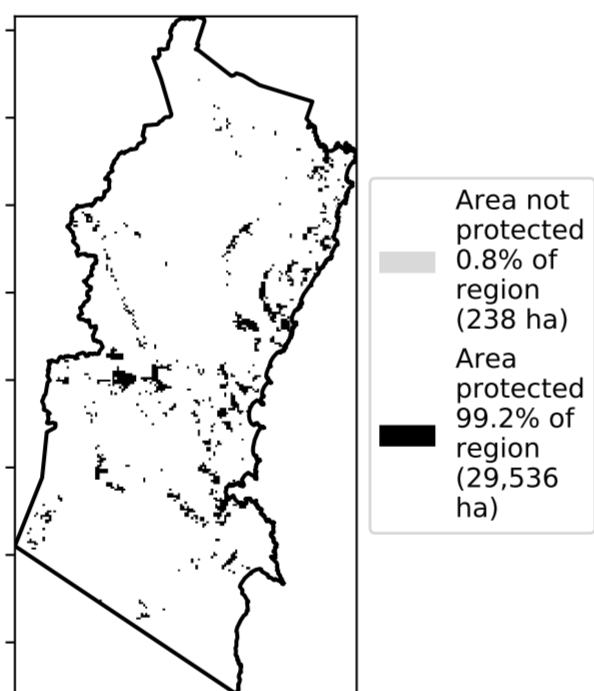 Area not
protected
0.8% of
region
(238 ha)
Area
protected
99.2% of
region
(29,536
ha)